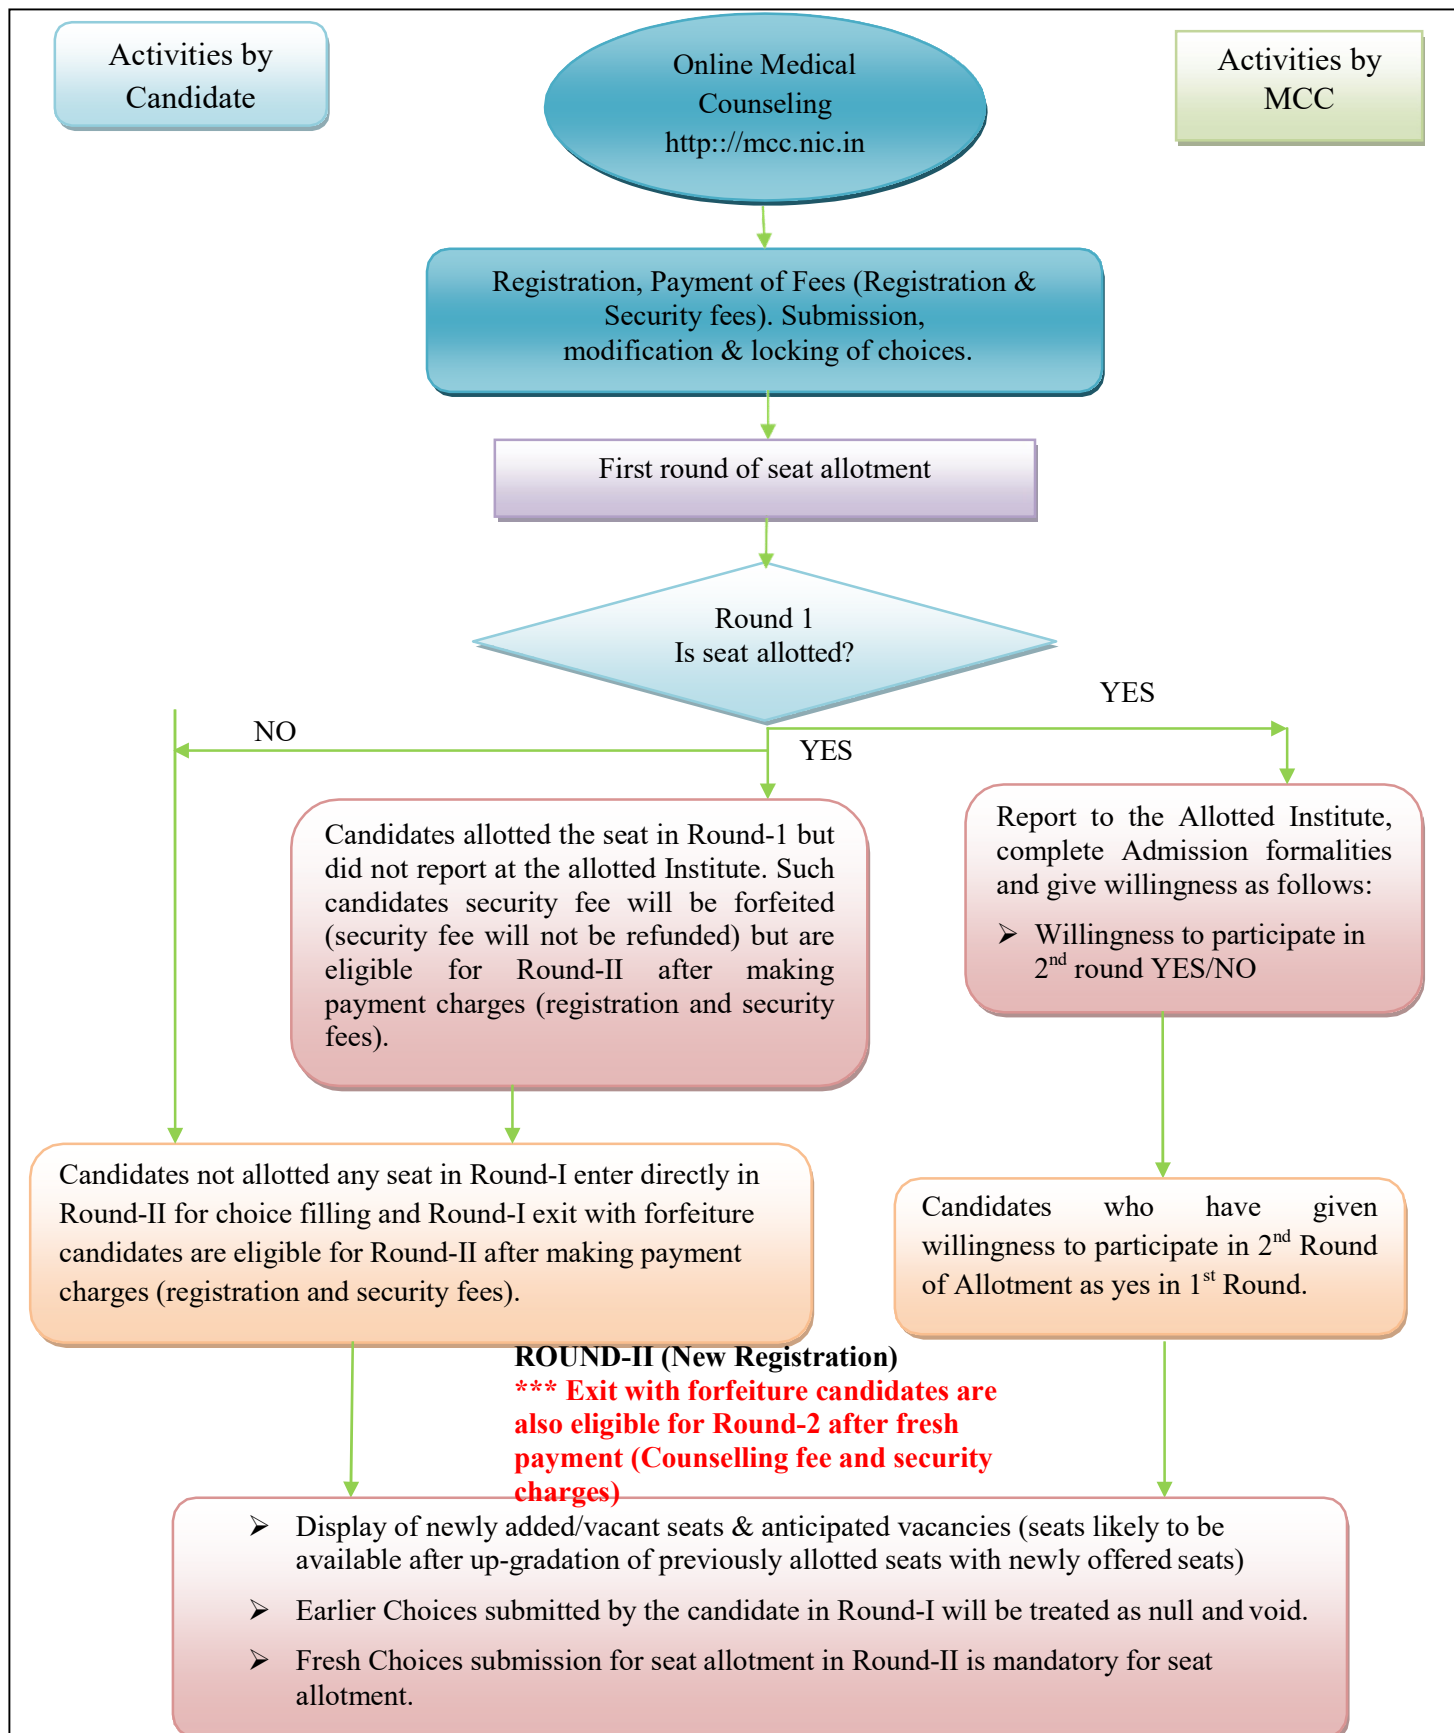 Activities by
Candidate
Online Medical
Counseling
http:://mcc.nic.in
Activities by
MCC
Registration, Payment of Fees (Registration &
Security fees). Submission,
modification & locking of choices.
First round of seat allotment
Round 1
Is seat allotted?
NO
YES
YES
Candidates allotted the seat in Round-1 but
did not report at the allotted Institute. Such
candidates security fee will be forfeited
(security fee will not be refunded) but are
eligible for Round-II after making
payment charges (registration and security
fees).
Report to the Allotted Institute,
complete Admission formalities
and give willingness as follows:
➢ Willingness to participate in
2nd round YES/NO
Candidates not allotted any seat in Round-I enter directly in
Round-II for choice filling and Round-I exit with forfeiture
candidates are eligible for Round-II after making payment
charges (registration and security fees).
Candidates who have given
willingness to participate in 2nd Round
of Allotment as yes in 1st Round.
ROUND-II (New Registration)
*** Exit with forfeiture candidates are
also eligible for Round-2 after fresh
payment (Counselling fee and security
charges)
➢ Display of newly added/vacant seats & anticipated vacancies (seats likely to be
available after up-gradation of previously allotted seats with newly offered seats)
➢ Earlier Choices submitted by the candidate in Round-I will be treated as null and void.
➢ Fresh Choices submission for seat allotment in Round-II is mandatory for seat
allotment.